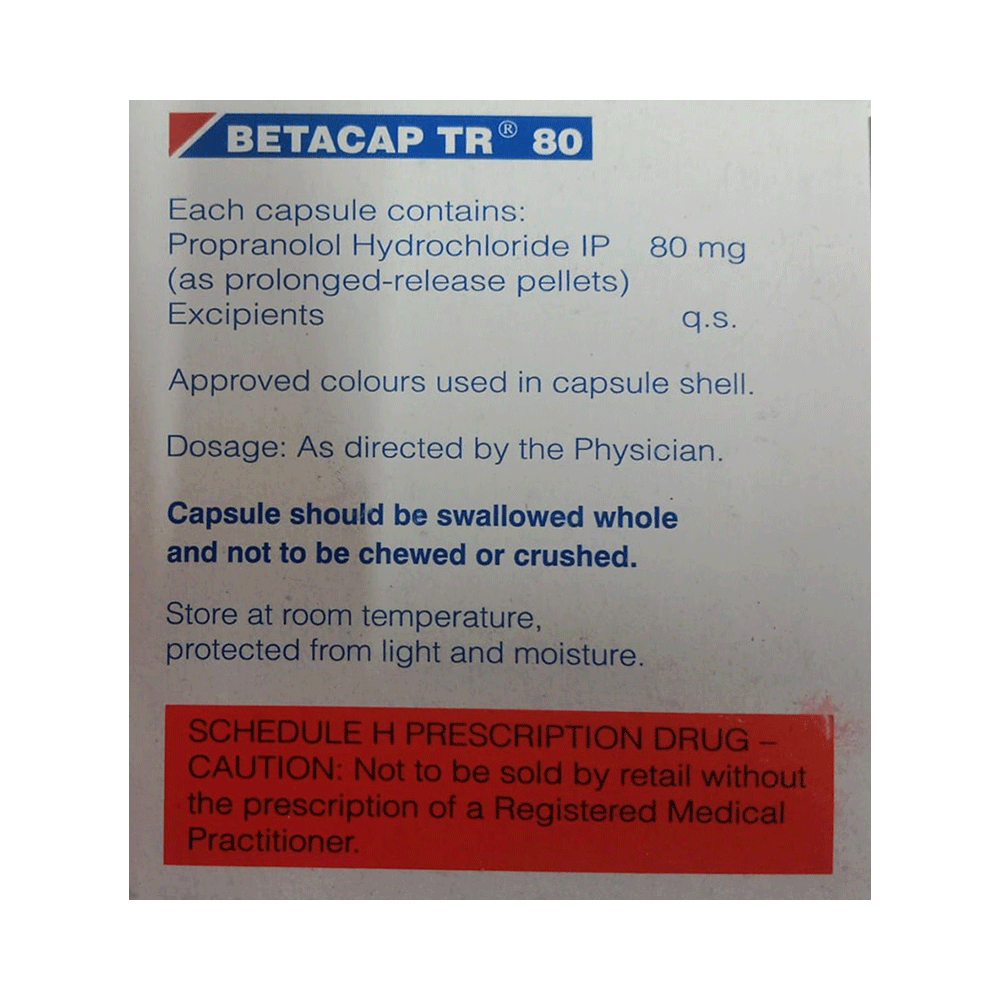 BETACAP TR® 80
Each capsule contains:
Propranolol Hydrochloride IP 80 mg
(as prolonged-release pellets)
Excipients q.s.
Approved colours used in capsule shell.
Dosage: As directed by the Physician.
Capsule should be swallowed whole
and not to be chewed or crushed.
Store at room temperature,
protected from light and moisture.
SCHEDULE H PRESCRIPTION DRUG –
CAUTION: Not to be sold by retail without
the prescription of a Registered Medical
Practitioner.